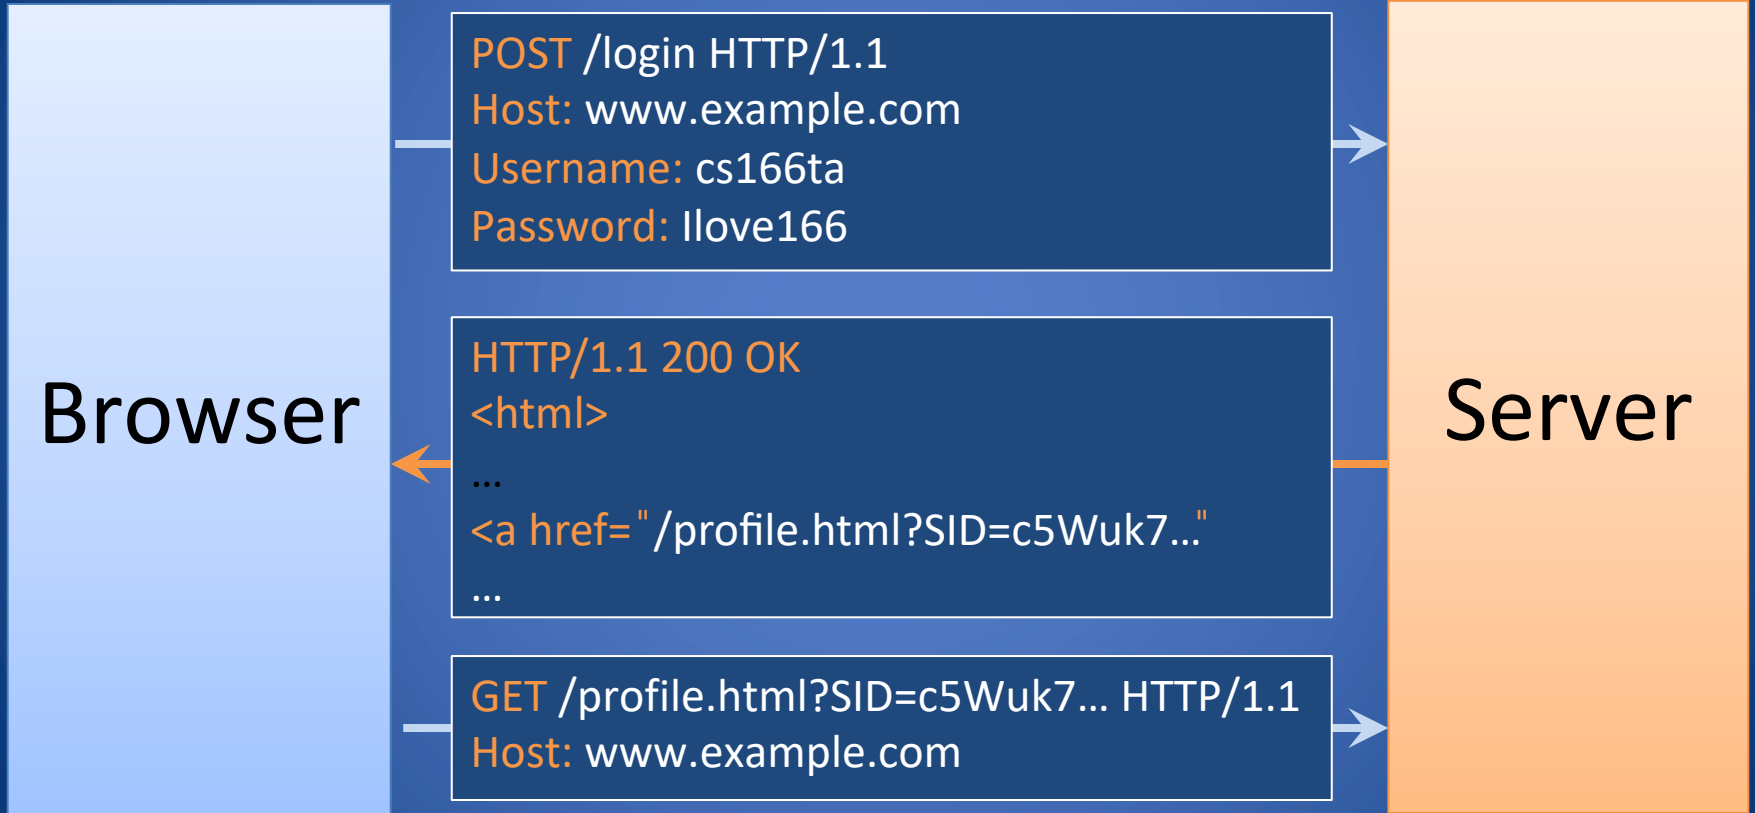 Browser
POST /login HTTP/1.1
Host: www.example.com
Username: cs166ta
Password: Ilove166
HTTP/1.1 200 OK
<html>
...
<a href="/profile.html?SID=c5Wuk7..."
...
GET /profile.html?SID=c5Wuk7... HTTP/1.1
Host: www.example.com
Server